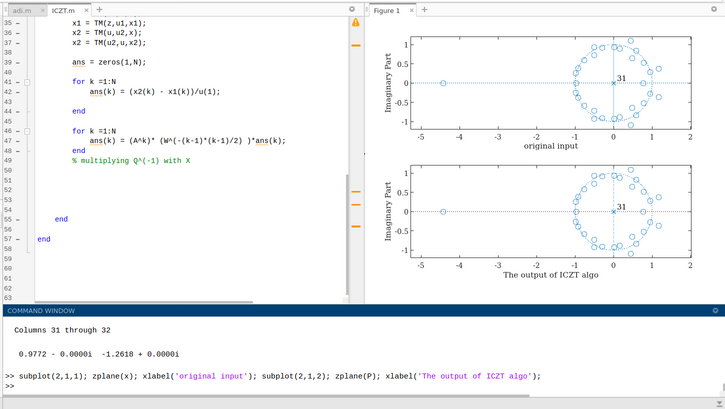 adi.m × ICZT.m × +
35 − x1 = TM(z,u1,x1);
36 − x2 = TM(u,u2,x);
37 − x2 = TM(u2,u,x2);
38
39 − ans = zeros(1,N);
40
41 − for k =1:N
42 − ans(k) = (x2(k) - x1(k))/u(1);
43
44 − end
45
46 − for k =1:N
47 − ans(k) = (A^k)* (W^(-(k-1)*(k-1)/2) )*ans(k);
48 − end
49 % multiplying Q^(-1) with X
50
51
52
53
54
55 − end
56
57 − end
58
59
60
61
62
63
Figure 1 × +
Imaginary Part
1
0.5
0
-0.5
-1
31
-5 -4 -3 -2 -1 0 1 2
original input
Imaginary Part
1
0.5
0
-0.5
-1
31
-5 -4 -3 -2 -1 0 1 2
The output of ICZT algo
COMMAND WINDOW
Columns 31 through 32
0.9772 - 0.0000i -1.2618 + 0.0000i
>> subplot(2,1,1); zplane(x); xlabel('original input'); subplot(2,1,2); zplane(P); xlabel('The output of ICZT algo');
>>